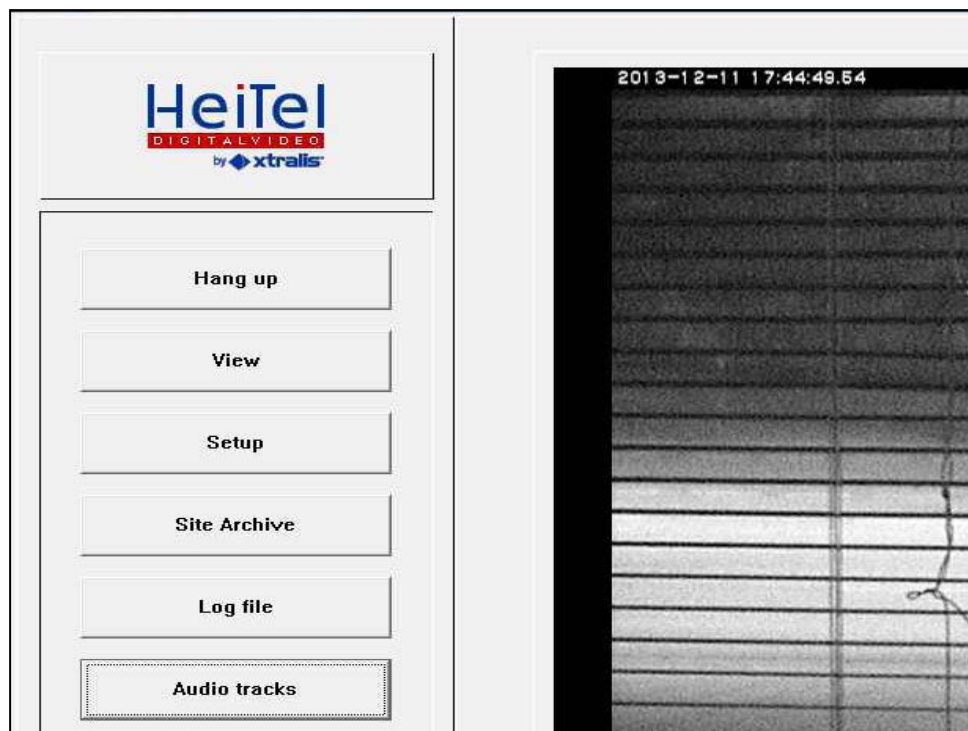 HeiTel
DIGITALVIDEO
by xtralis
Hang up
View
Setup
Site Archive
Log file
Audio tracks
2013-12-11 17:44:49.54